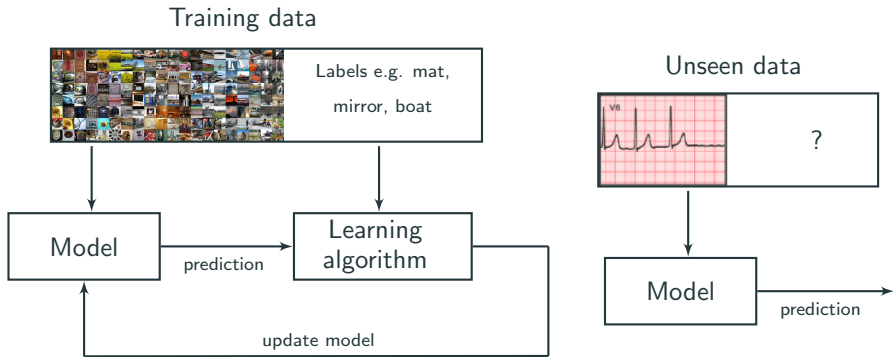 Training data
Labels e.g. mat,
mirror, boat
Model
prediction
Learning
algorithm
update model
Unseen data
V6
?
Model
prediction